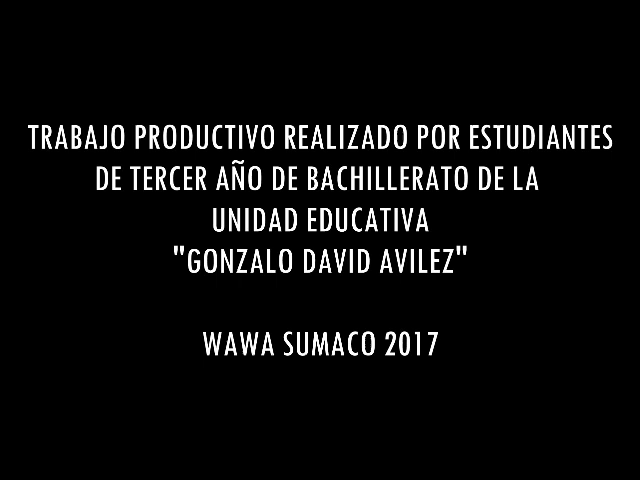 TRABAJO PRODUCTIVO REALIZADO POR ESTUDIANTES
DE TERCER AÑO DE BACHILLERATO DE LA
UNIDAD EDUCATIVA
"GONZALO DAVID AVILEZ"
WAWA SUMACO 2017